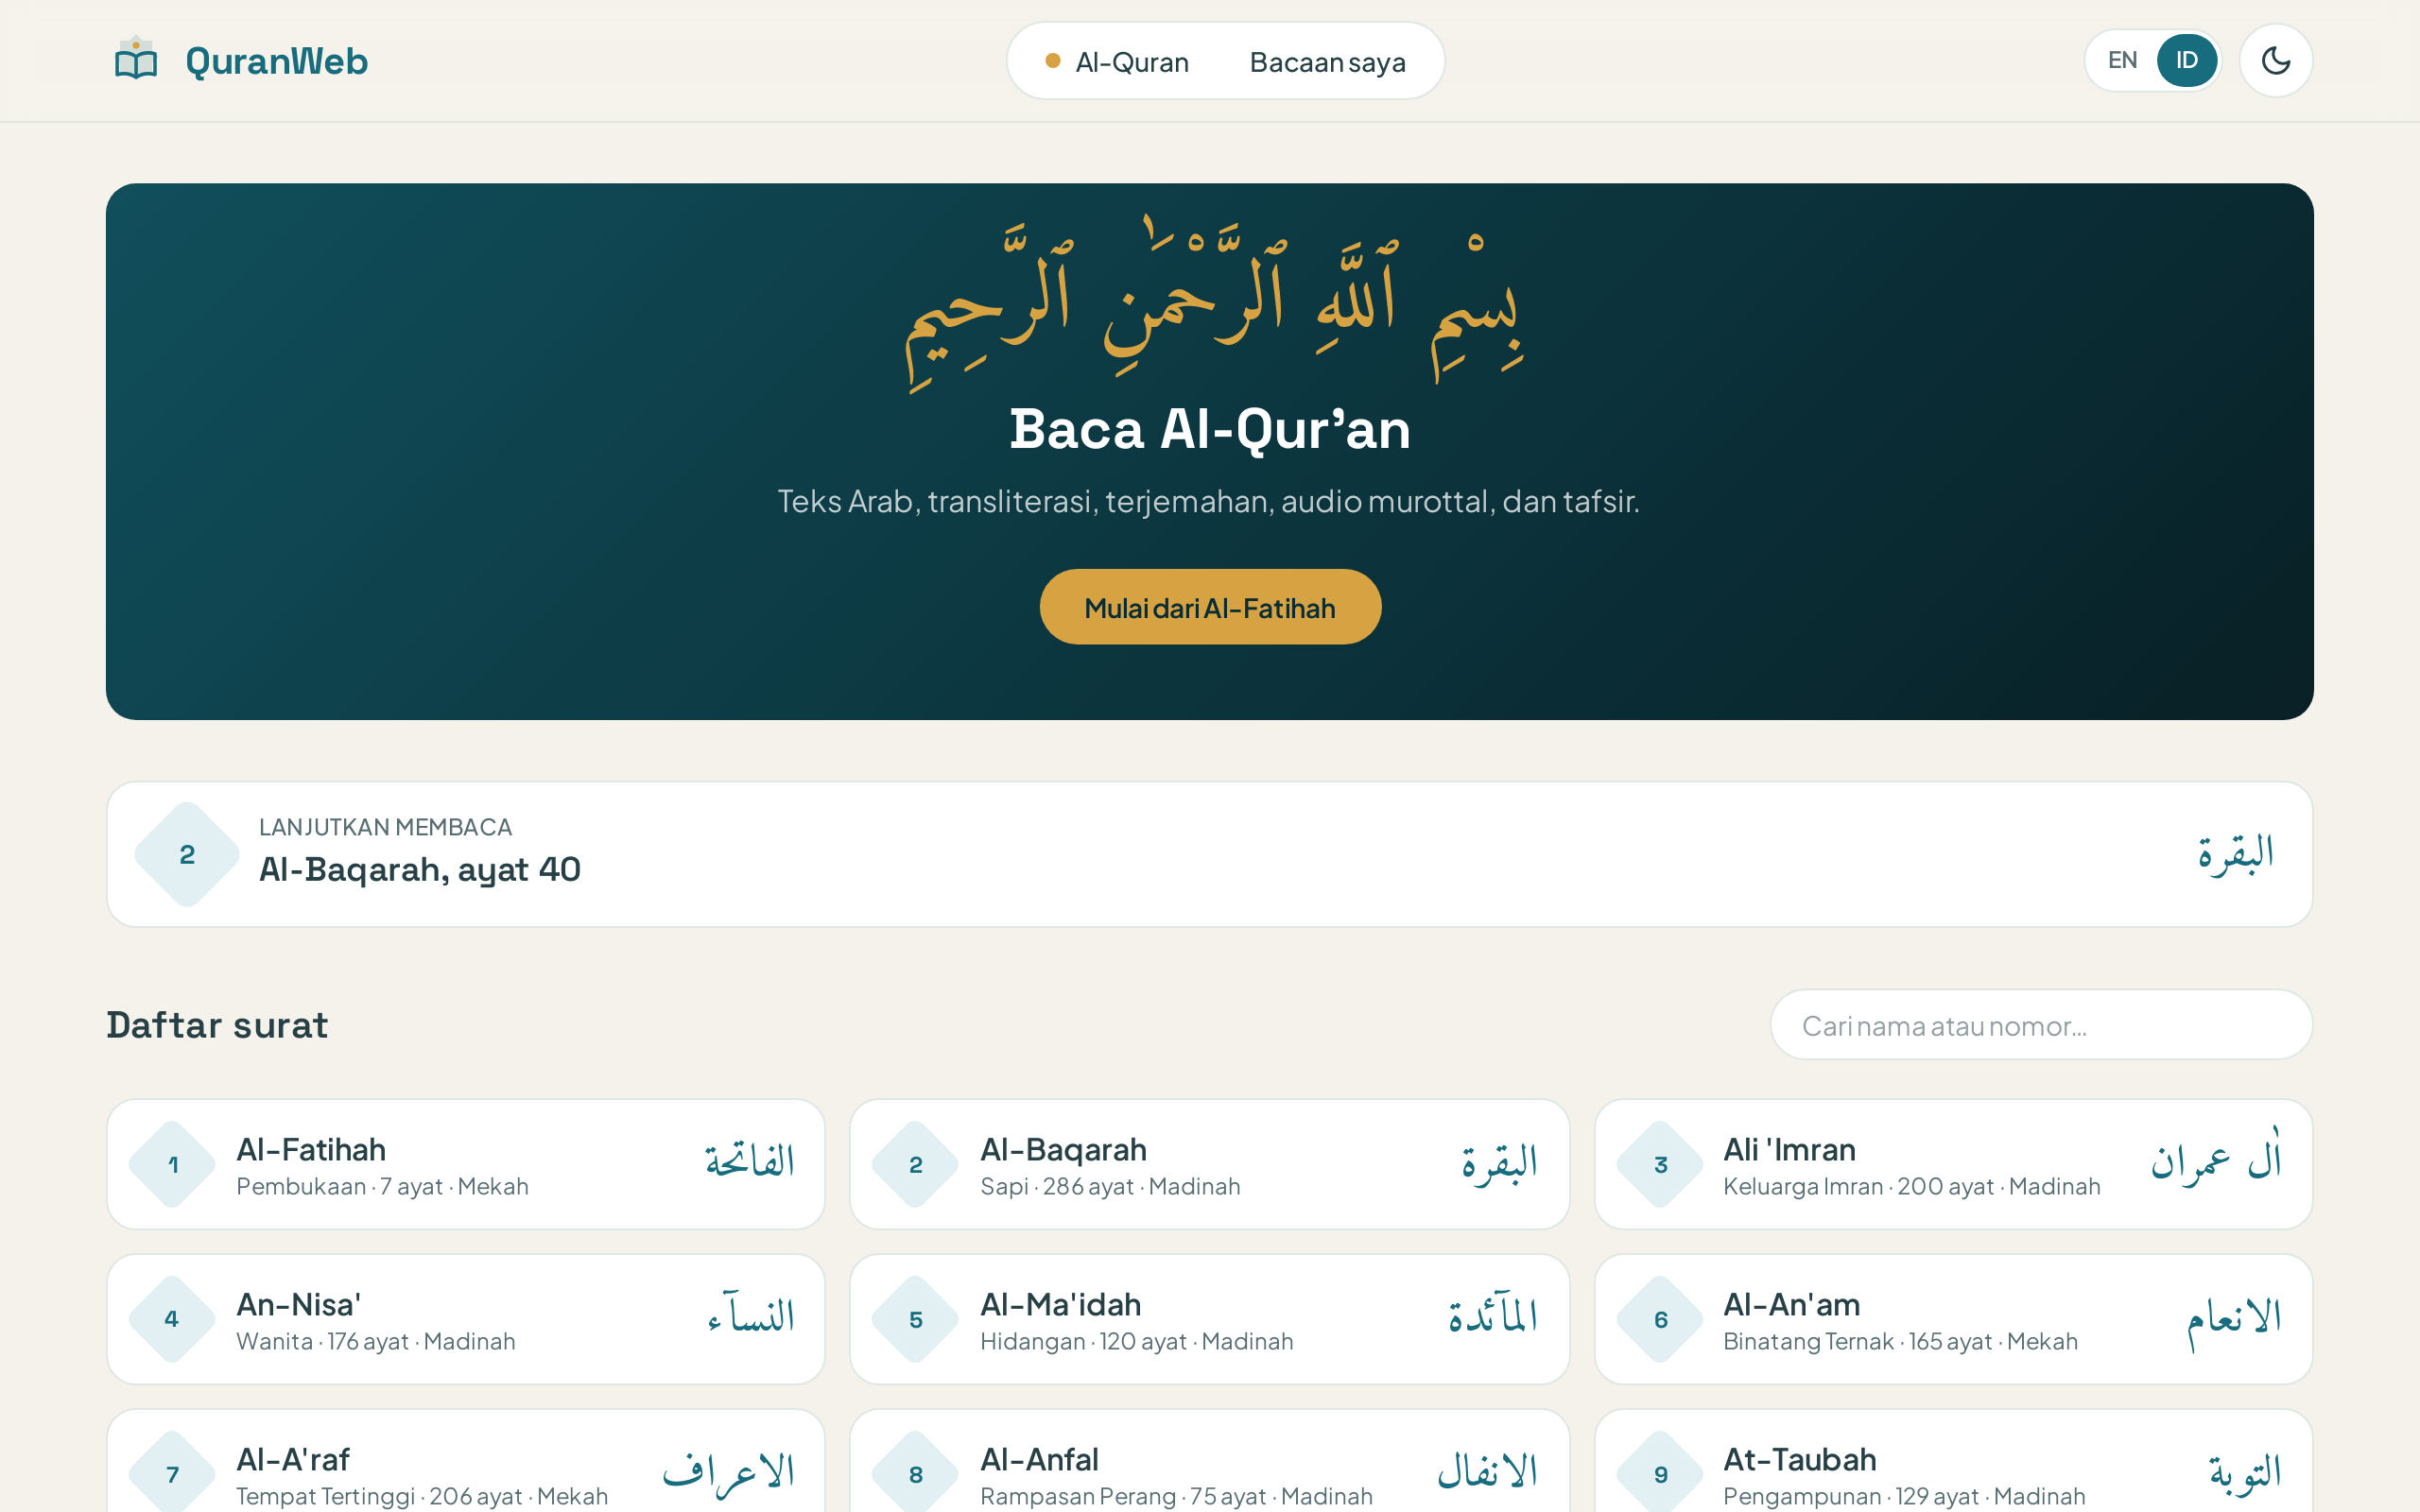 QuranWeb
Al-Quran
Bacaan saya
EN
ID
بِسْمِ ٱللَّهِ ٱلرَّحْمَٰنِ ٱلرَّحِيمِ
Baca Al-Qur’an
Teks Arab, transliterasi, terjemahan, audio murottal, dan tafsir.
Mulai dari Al-Fatihah
2
LANJUTKAN MEMBACA
Al-Baqarah, ayat 40
البقرة
Daftar surat
Cari nama atau nomor...
1
Al-Fatihah
Pembukaan · 7 ayat · Mekah
الفاتحة
2
Al-Baqarah
Sapi · 286 ayat · Madinah
البقرة
3
Ali 'Imran
Keluarga Imran · 200 ayat · Madinah
اٰل عمران
4
An-Nisa'
Wanita · 176 ayat · Madinah
النساۤء
5
Al-Ma'idah
Hidangan · 120 ayat · Madinah
الماۤئدة
6
Al-An'am
Binatang Ternak · 165 ayat · Mekah
الانعام
7
Al-A'raf
Tempat Tertinggi · 206 ayat · Mekah
الاعراف
8
Al-Anfal
Rampasan Perang · 75 ayat · Madinah
الانفال
9
At-Taubah
Pengampunan · 129 ayat · Madinah
التوبة